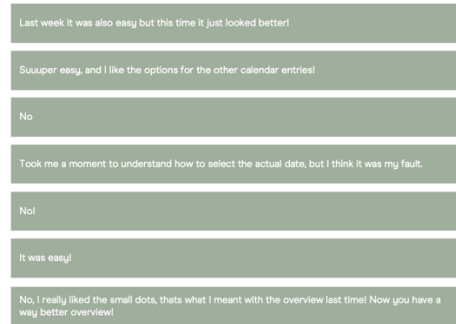 Last week it was also easy but this time it just looked better!
Suuuper easy, and I like the options for the other calendar entries!
No
Took me a moment to understand how to select the actual date, but I think it was my fault.
No!
It was easy!
No, I really liked the small dots, thats what I meant with the overview last time! Now you have a
way better overview!